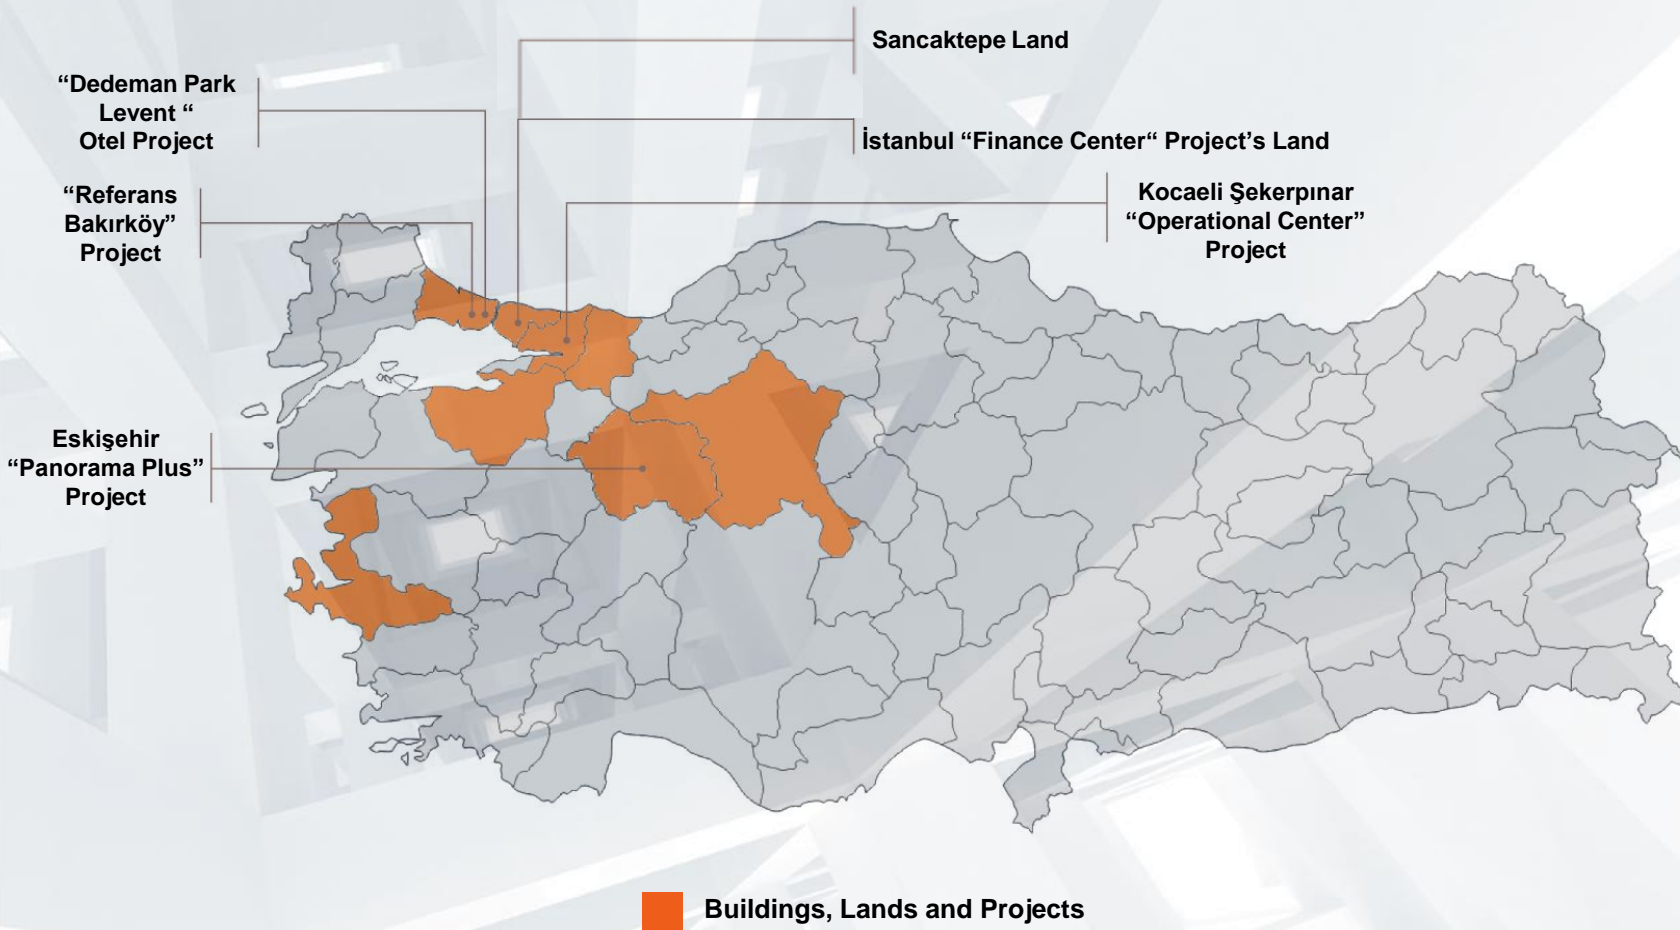 Sancaktepe Land
“Dedeman Park
Levent “
Otel Project
İstanbul “Finance Center“ Project’s Land
“Referans
Bakırköy”
Project
Kocaeli Şekerpınar
“Operational Center”
Project
Eskişehir
“Panorama Plus”
Project
Buildings, Lands and Projects